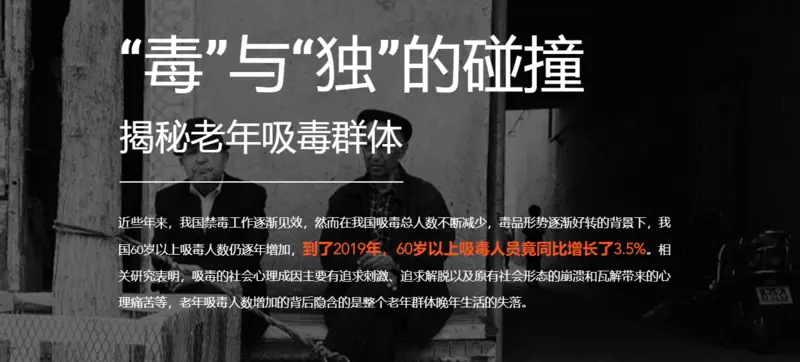 “毒”与“独”的碰撞
揭秘老年吸毒群体
近些年来，我国禁毒工作逐渐见效，然而在我国吸毒总人数不断减少，毒品形势逐渐好转的背景下，我
国60岁以上吸毒人数仍逐年增加，到了2019年，60岁以上吸毒人员竟同比增长了3.5%。相
关研究表明，吸毒的社会心理成因主要有追求刺激、追求解脱以及原有社会形态的崩溃和瓦解带来的心
理痛苦等，老年吸毒人数增加的背后隐含的是整个老年群体晚年生活的失落。